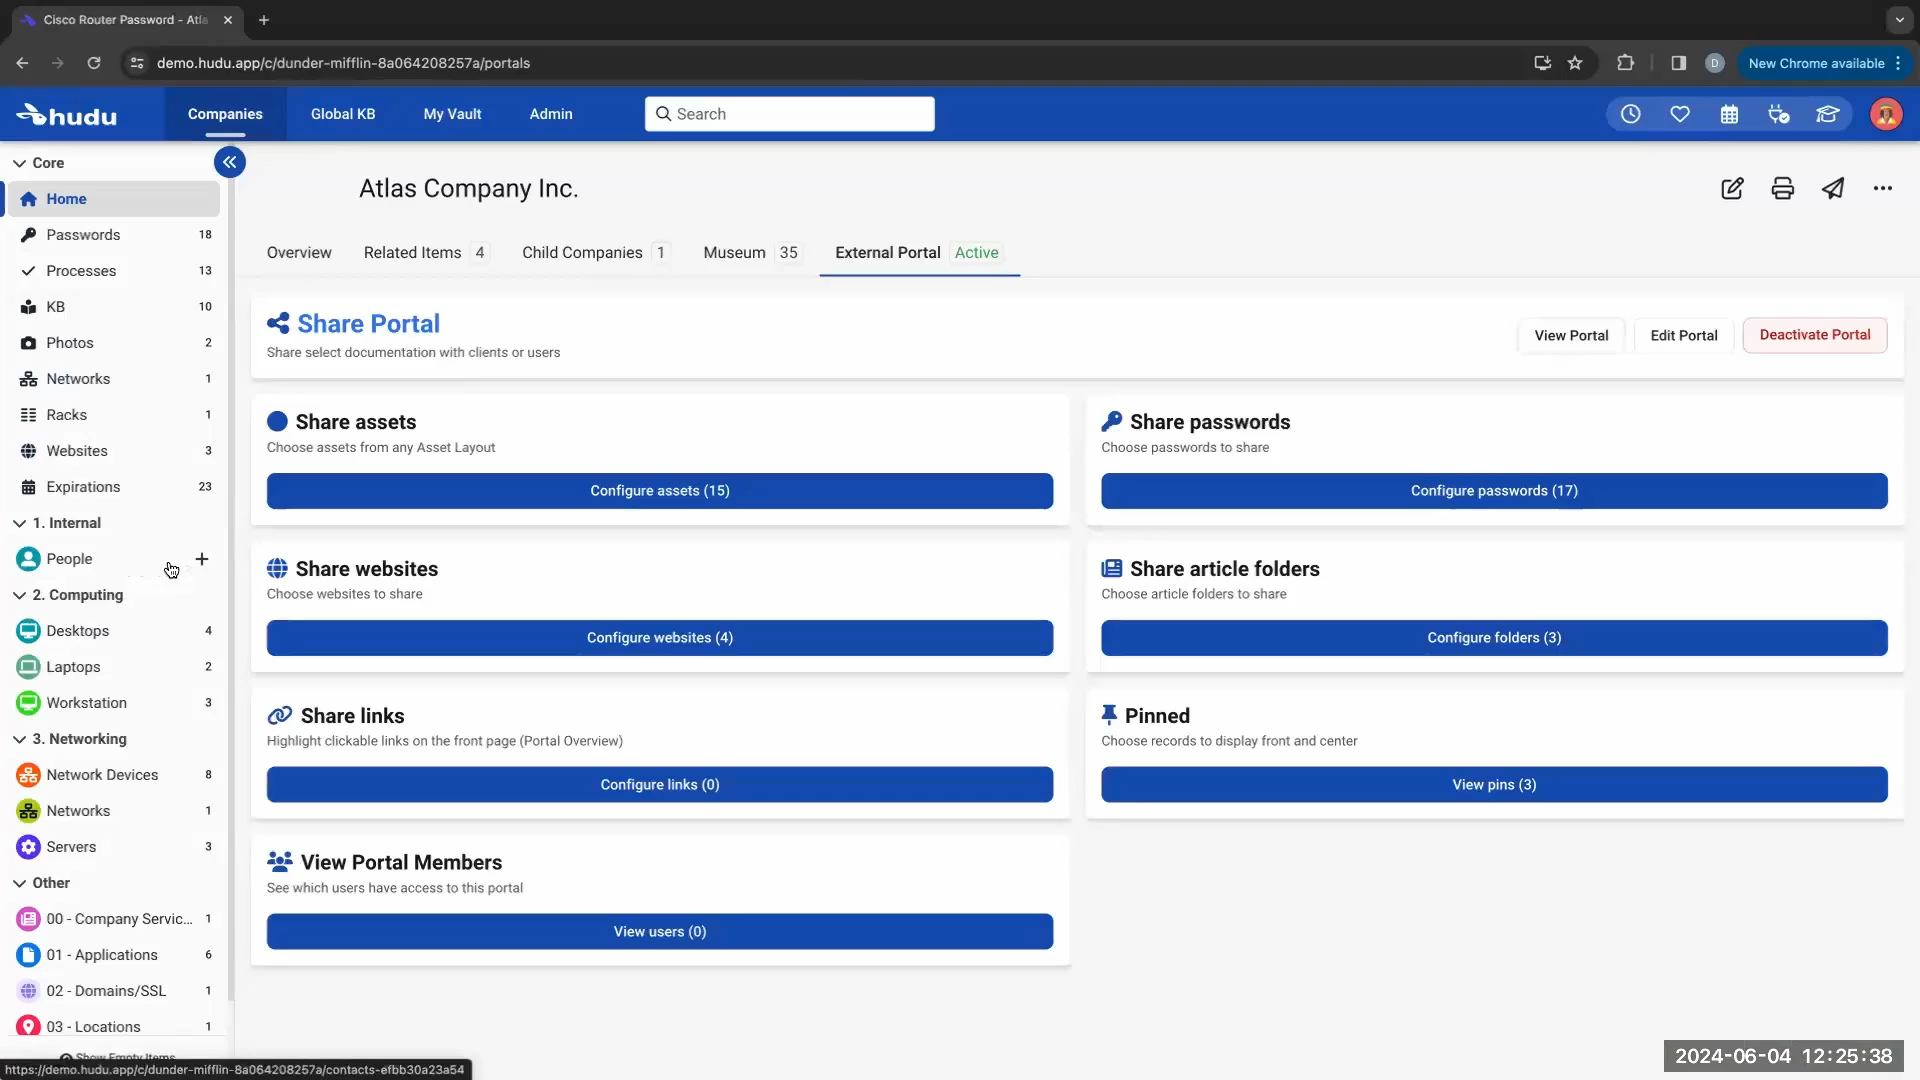 Cisco Router Password - Atla
demo.hudu.app/c/dunder-mifflin-8a064208257a/portals
D
New Chrome available
hudu
Companies
Global KB
My Vault
Admin
Search
Core
Home
Passwords 18
Processes 13
KB 10
Photos 2
Networks 1
Racks 1
Websites 3
Expirations 23
1. Internal
People
2. Computing
Desktops 4
Laptops 2
Workstation 3
3. Networking
Network Devices 8
Networks 1
Servers 3
Other
00 - Company Servic... 1
01 - Applications 6
02 - Domains/SSL 1
03 - Locations 1
Show Empty Items
https://demo.hudu.app/c/dunder-mifflin-8a064208257a/contacts-efbb30a23a54
Atlas Company Inc.
Overview
Related Items 4
Child Companies 1
Museum 35
External Portal Active
Share Portal
Share select documentation with clients or users
View Portal
Edit Portal
Deactivate Portal
Share assets
Choose assets from any Asset Layout
Configure assets (15)
Share passwords
Choose passwords to share
Configure passwords (17)
Share websites
Choose websites to share
Configure websites (4)
Share article folders
Choose article folders to share
Configure folders (3)
Share links
Highlight clickable links on the front page (Portal Overview)
Configure links (0)
Pinned
Choose records to display front and center
View pins (3)
View Portal Members
See which users have access to this portal
View users (0)
2024-06-04 12:25:38